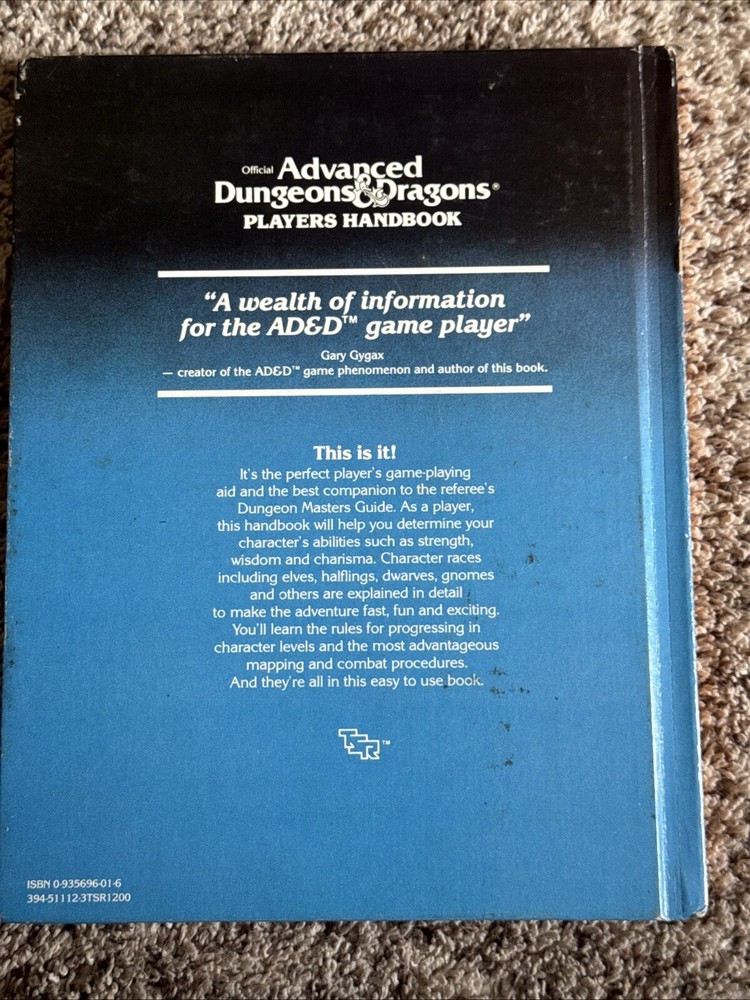 Official Advanced
Dungeons & Dragons®
PLAYERS HANDBOOK
“A wealth of information
for the AD&D™ game player”
Gary Gygax
— creator of the AD&D™ game phenomenon and author of this book.
This is it!
It's the perfect player's game-playing
aid and the best companion to the referee's
Dungeon Masters Guide. As a player,
this handbook will help you determine your
character's abilities such as strength,
wisdom and charisma. Character races
including elves, halflings, dwarves, gnomes
and others are explained in detail
to make the adventure fast, fun and exciting.
You'll learn the rules for progressing in
character levels and the most advantageous
mapping and combat procedures.
And they're all in this easy to use book.
TSR™
ISBN 0-935696-01-6
394-51112-3TSR1200